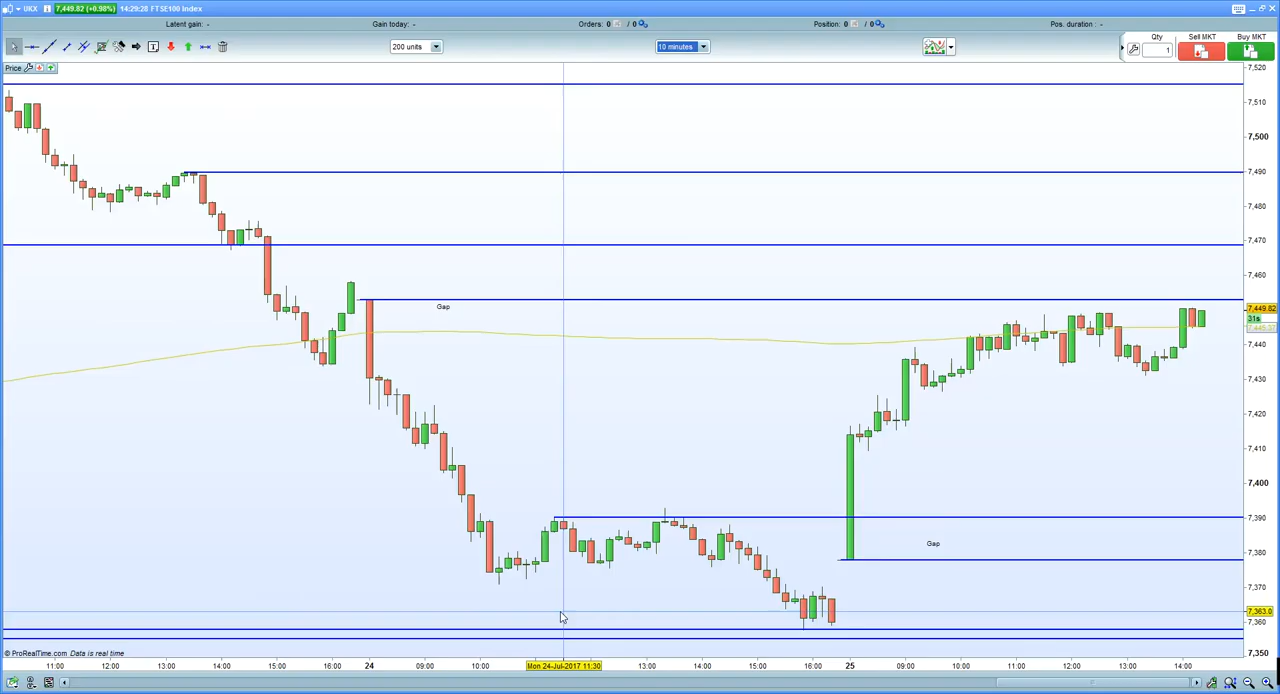 UKX 7,449.82 (+0.98%) 14:29:28 FTSE100 Index
Latent gain: - Gain today: - Orders: 0 / 0 Position: 0 / 0 Pos. duration : -
200 units 10 minutes Qty 1 Sell MKT Buy MKT
Price
7,520
7,510
7,500
7,490
7,480
7,470
7,460
Gap
7,449.82
31s
7,440
7,430
7,420
7,410
7,400
7,390
Gap
7,380
7,370
7,363.0
7,360
7,350
© ProRealTime.com Data is real time
11:00 12:00 13:00 14:00 15:00 16:00 24 09:00 10:00 Mon 24-Jul-2017 11:30 13:00 14:00 15:00 16:00 25 09:00 10:00 11:00 12:00 13:00 14:00